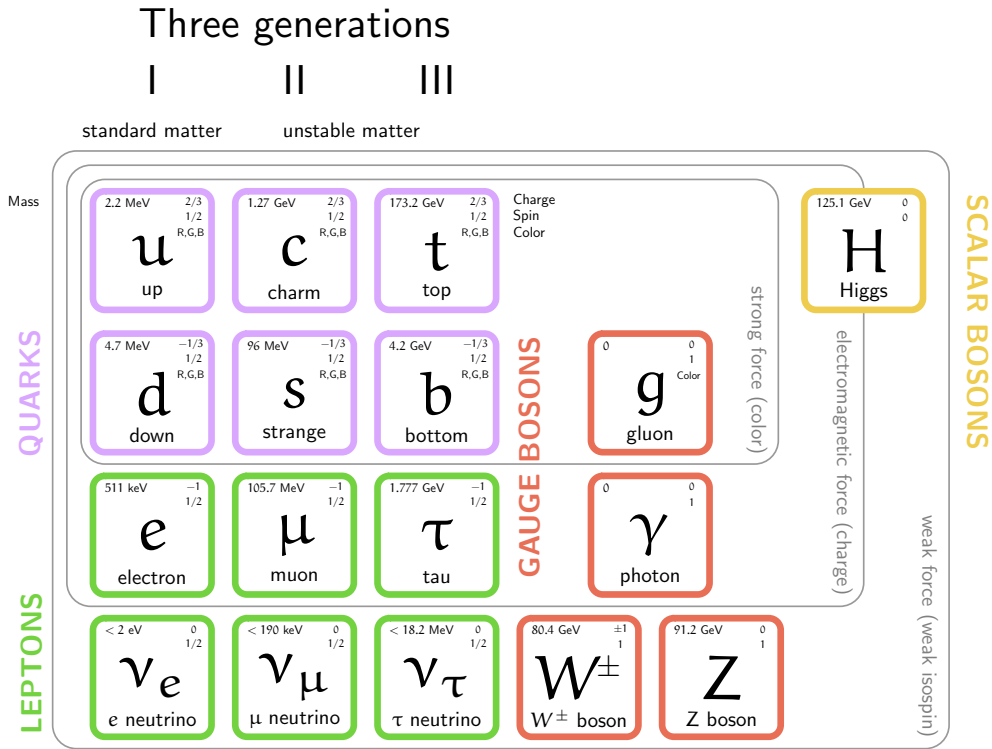 Three generations
I II III
standard matter unstable matter
Mass
2.2 MeV 2/3
1/2
R,G,B
u
up
1.27 GeV 2/3
1/2
R,G,B
c
charm
173.2 GeV 2/3
1/2
R,G,B
t
top
Charge
Spin
Color
125.1 GeV 0
0
H
Higgs
4.7 MeV −1/3
1/2
R,G,B
d
down
96 MeV −1/3
1/2
R,G,B
s
strange
4.2 GeV −1/3
1/2
R,G,B
b
bottom
0 0
1
Color
g
gluon
511 keV −1
1/2
e
electron
105.7 MeV −1
1/2
μ
muon
1.777 GeV −1
1/2
τ
tau
0 0
1
γ
photon
< 2 eV 0
1/2
νe
e neutrino
< 190 keV 0
1/2
νμ
μ neutrino
< 18.2 MeV 0
1/2
ντ
τ neutrino
80.4 GeV ±1
1
W±
W± boson
91.2 GeV 0
1
Z
Z boson
QUARKS
LEPTONS
GAUGE BOSONS
SCALAR BOSONS
strong force (color)
electromagnetic force (charge)
weak force (weak isospin)